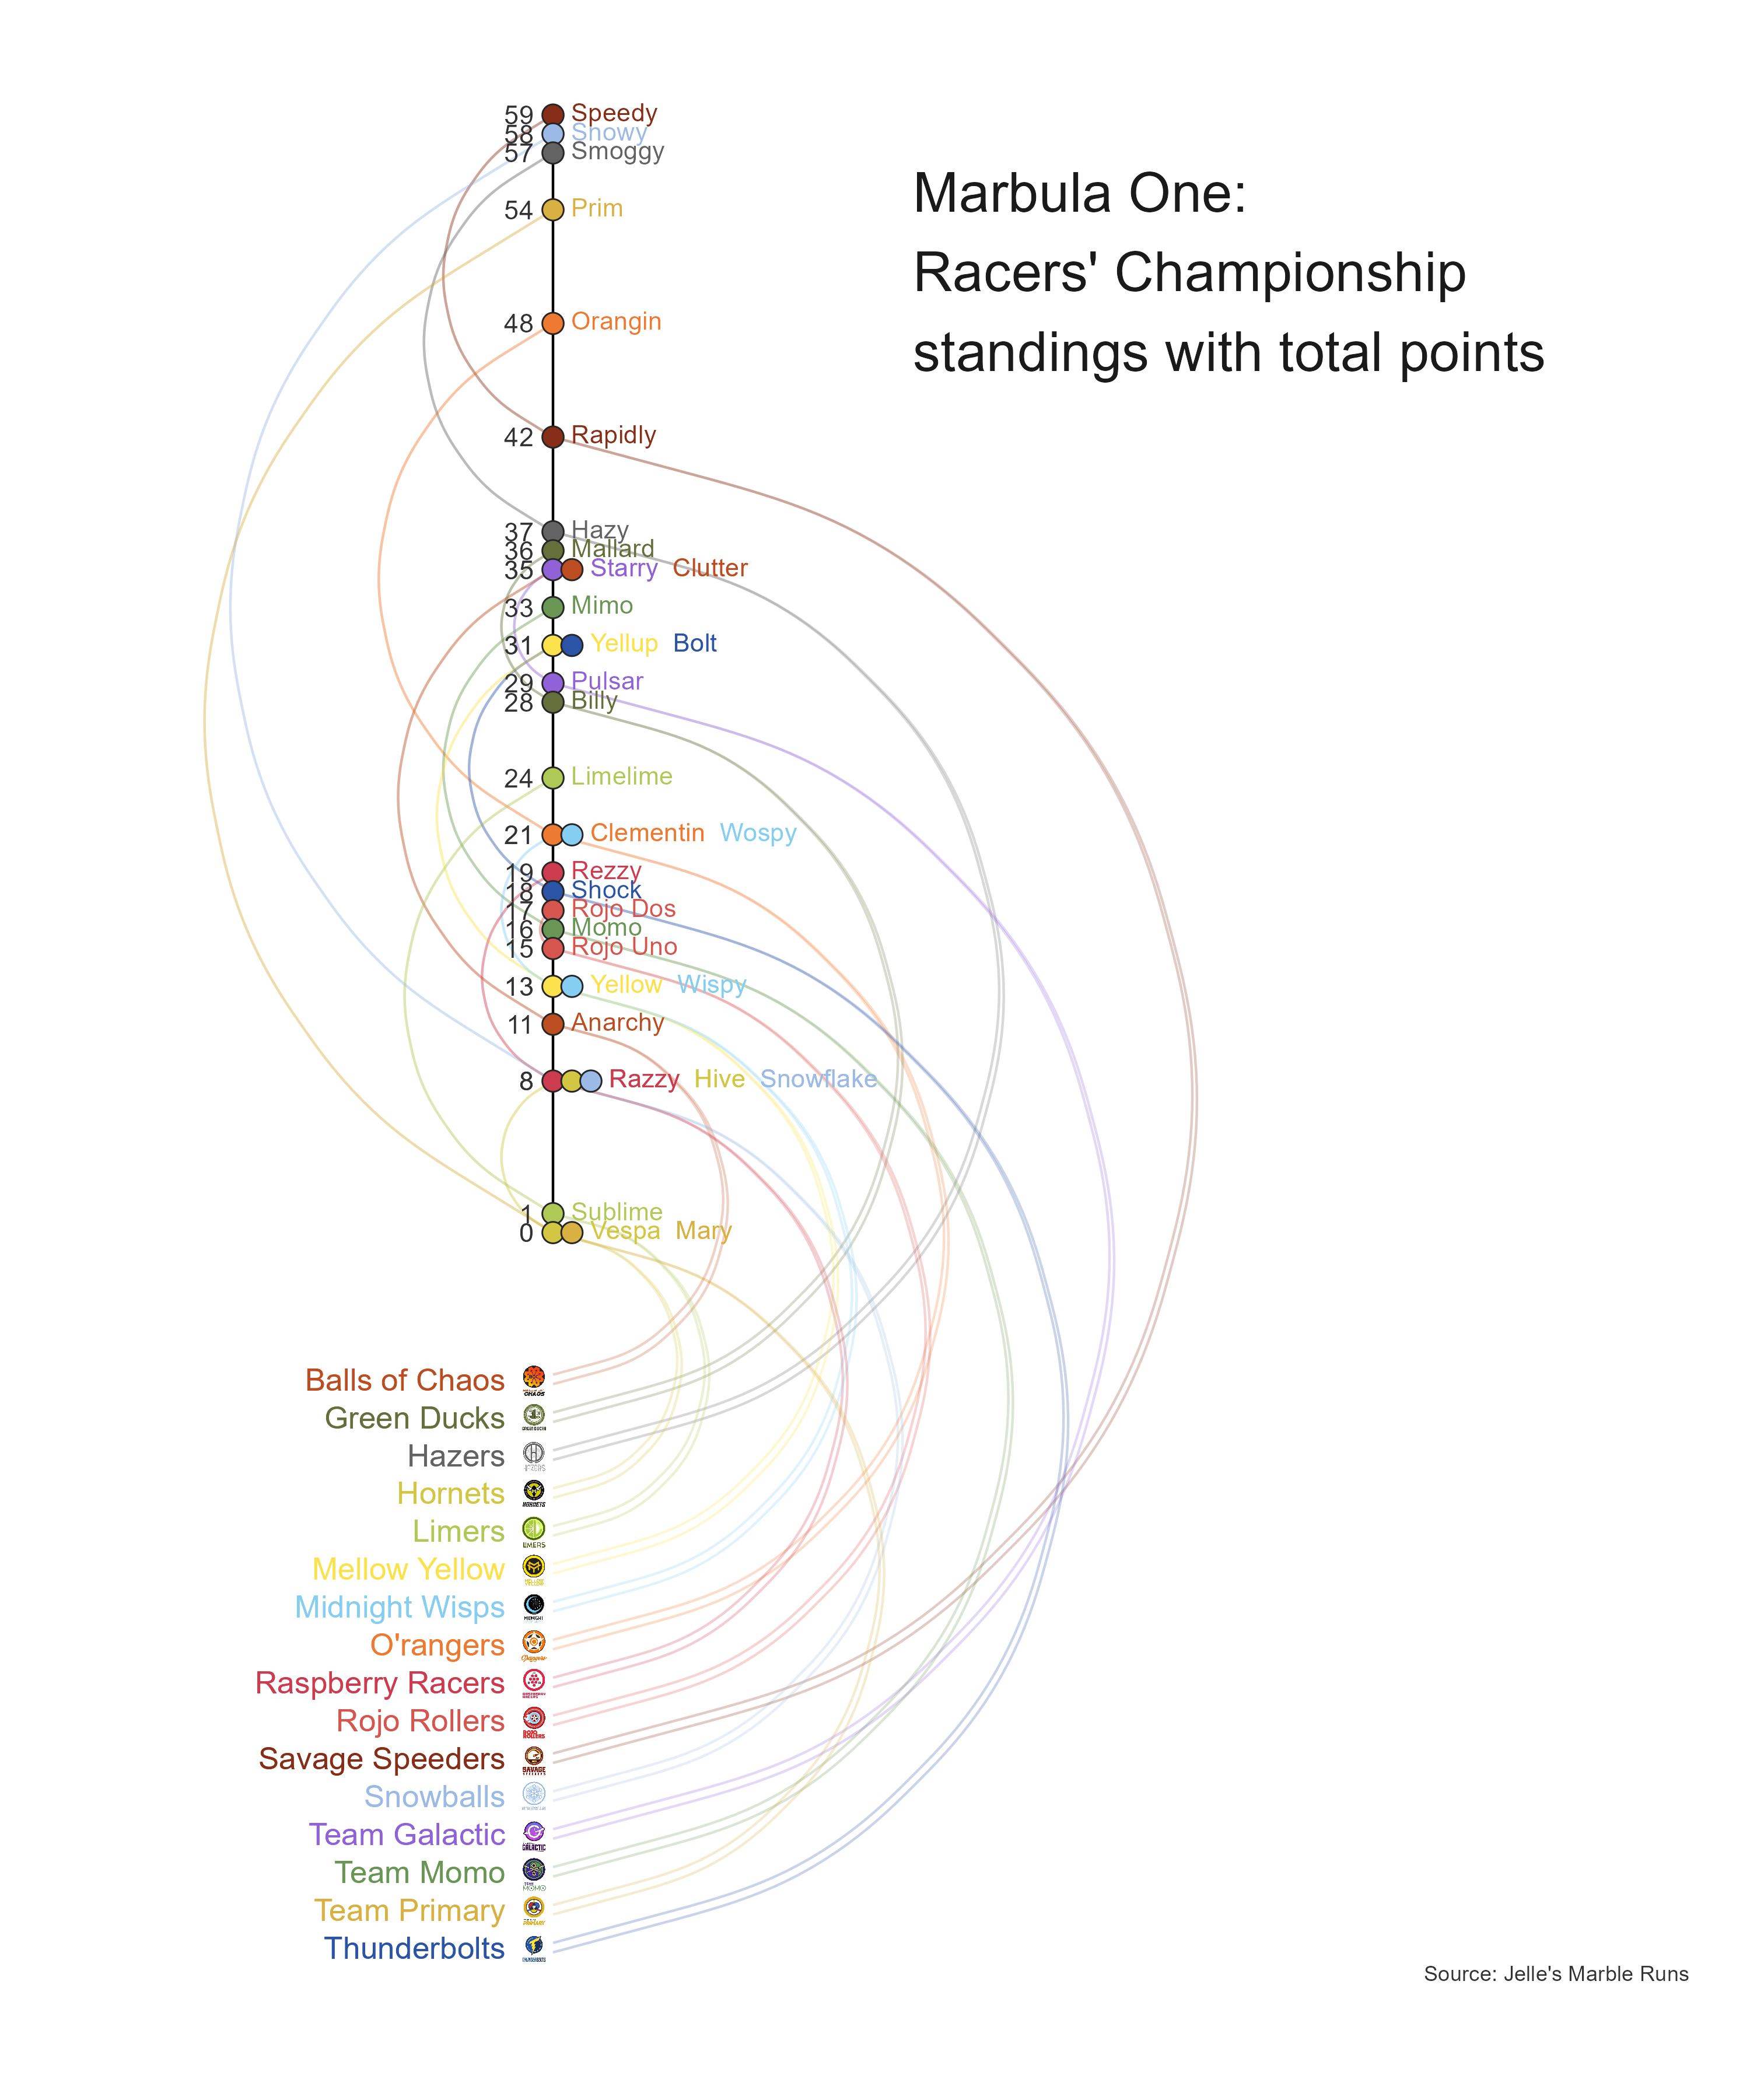 Marbula One:
Racers' Championship
standings with total points
59 Speedy
58 Snowy
57 Smoggy
54 Prim
48 Orangin
42 Rapidly
37 Hazy
36 Mallard
35 Starry Clutter
33 Mimo
31 Yellup Bolt
29 Pulsar
28 Billy
24 Limelime
21 Clementin Wospy
19 Rezzy
18 Shock
17 Rojo Dos
16 Momo
15 Rojo Uno
13 Yellow Wispy
11 Anarchy
8 Razzy Hive Snowflake
1 Sublime
0 Vespa Mary
Balls of Chaos
Green Ducks
Hazers
Hornets
Limers
Mellow Yellow
Midnight Wisps
O'rangers
Raspberry Racers
Rojo Rollers
Savage Speeders
Snowballs
Team Galactic
Team Momo
Team Primary
Thunderbolts
Source: Jelle's Marble Runs